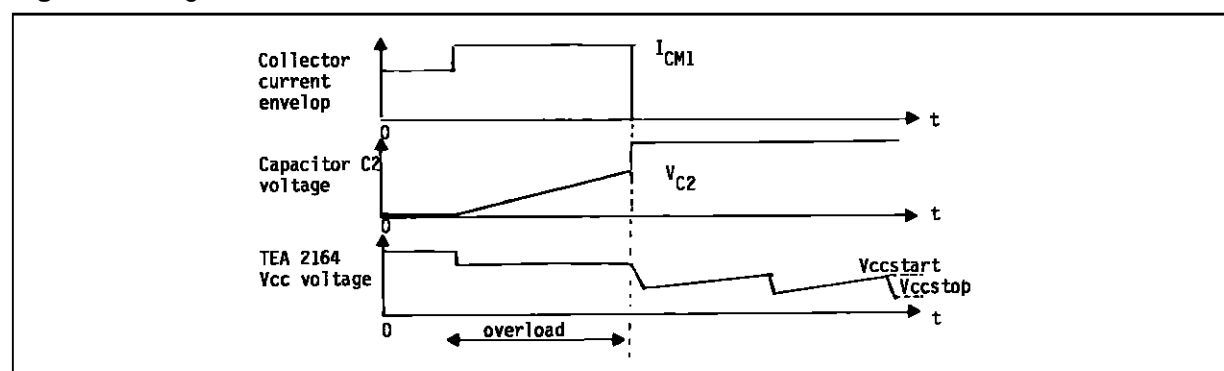 Collector
current
envelop
I CM1
t
0
Capacitor C2
voltage
V C2
t
0
TEA 2164
Vcc voltage
Vccstart
Vccstop
t
0
overload